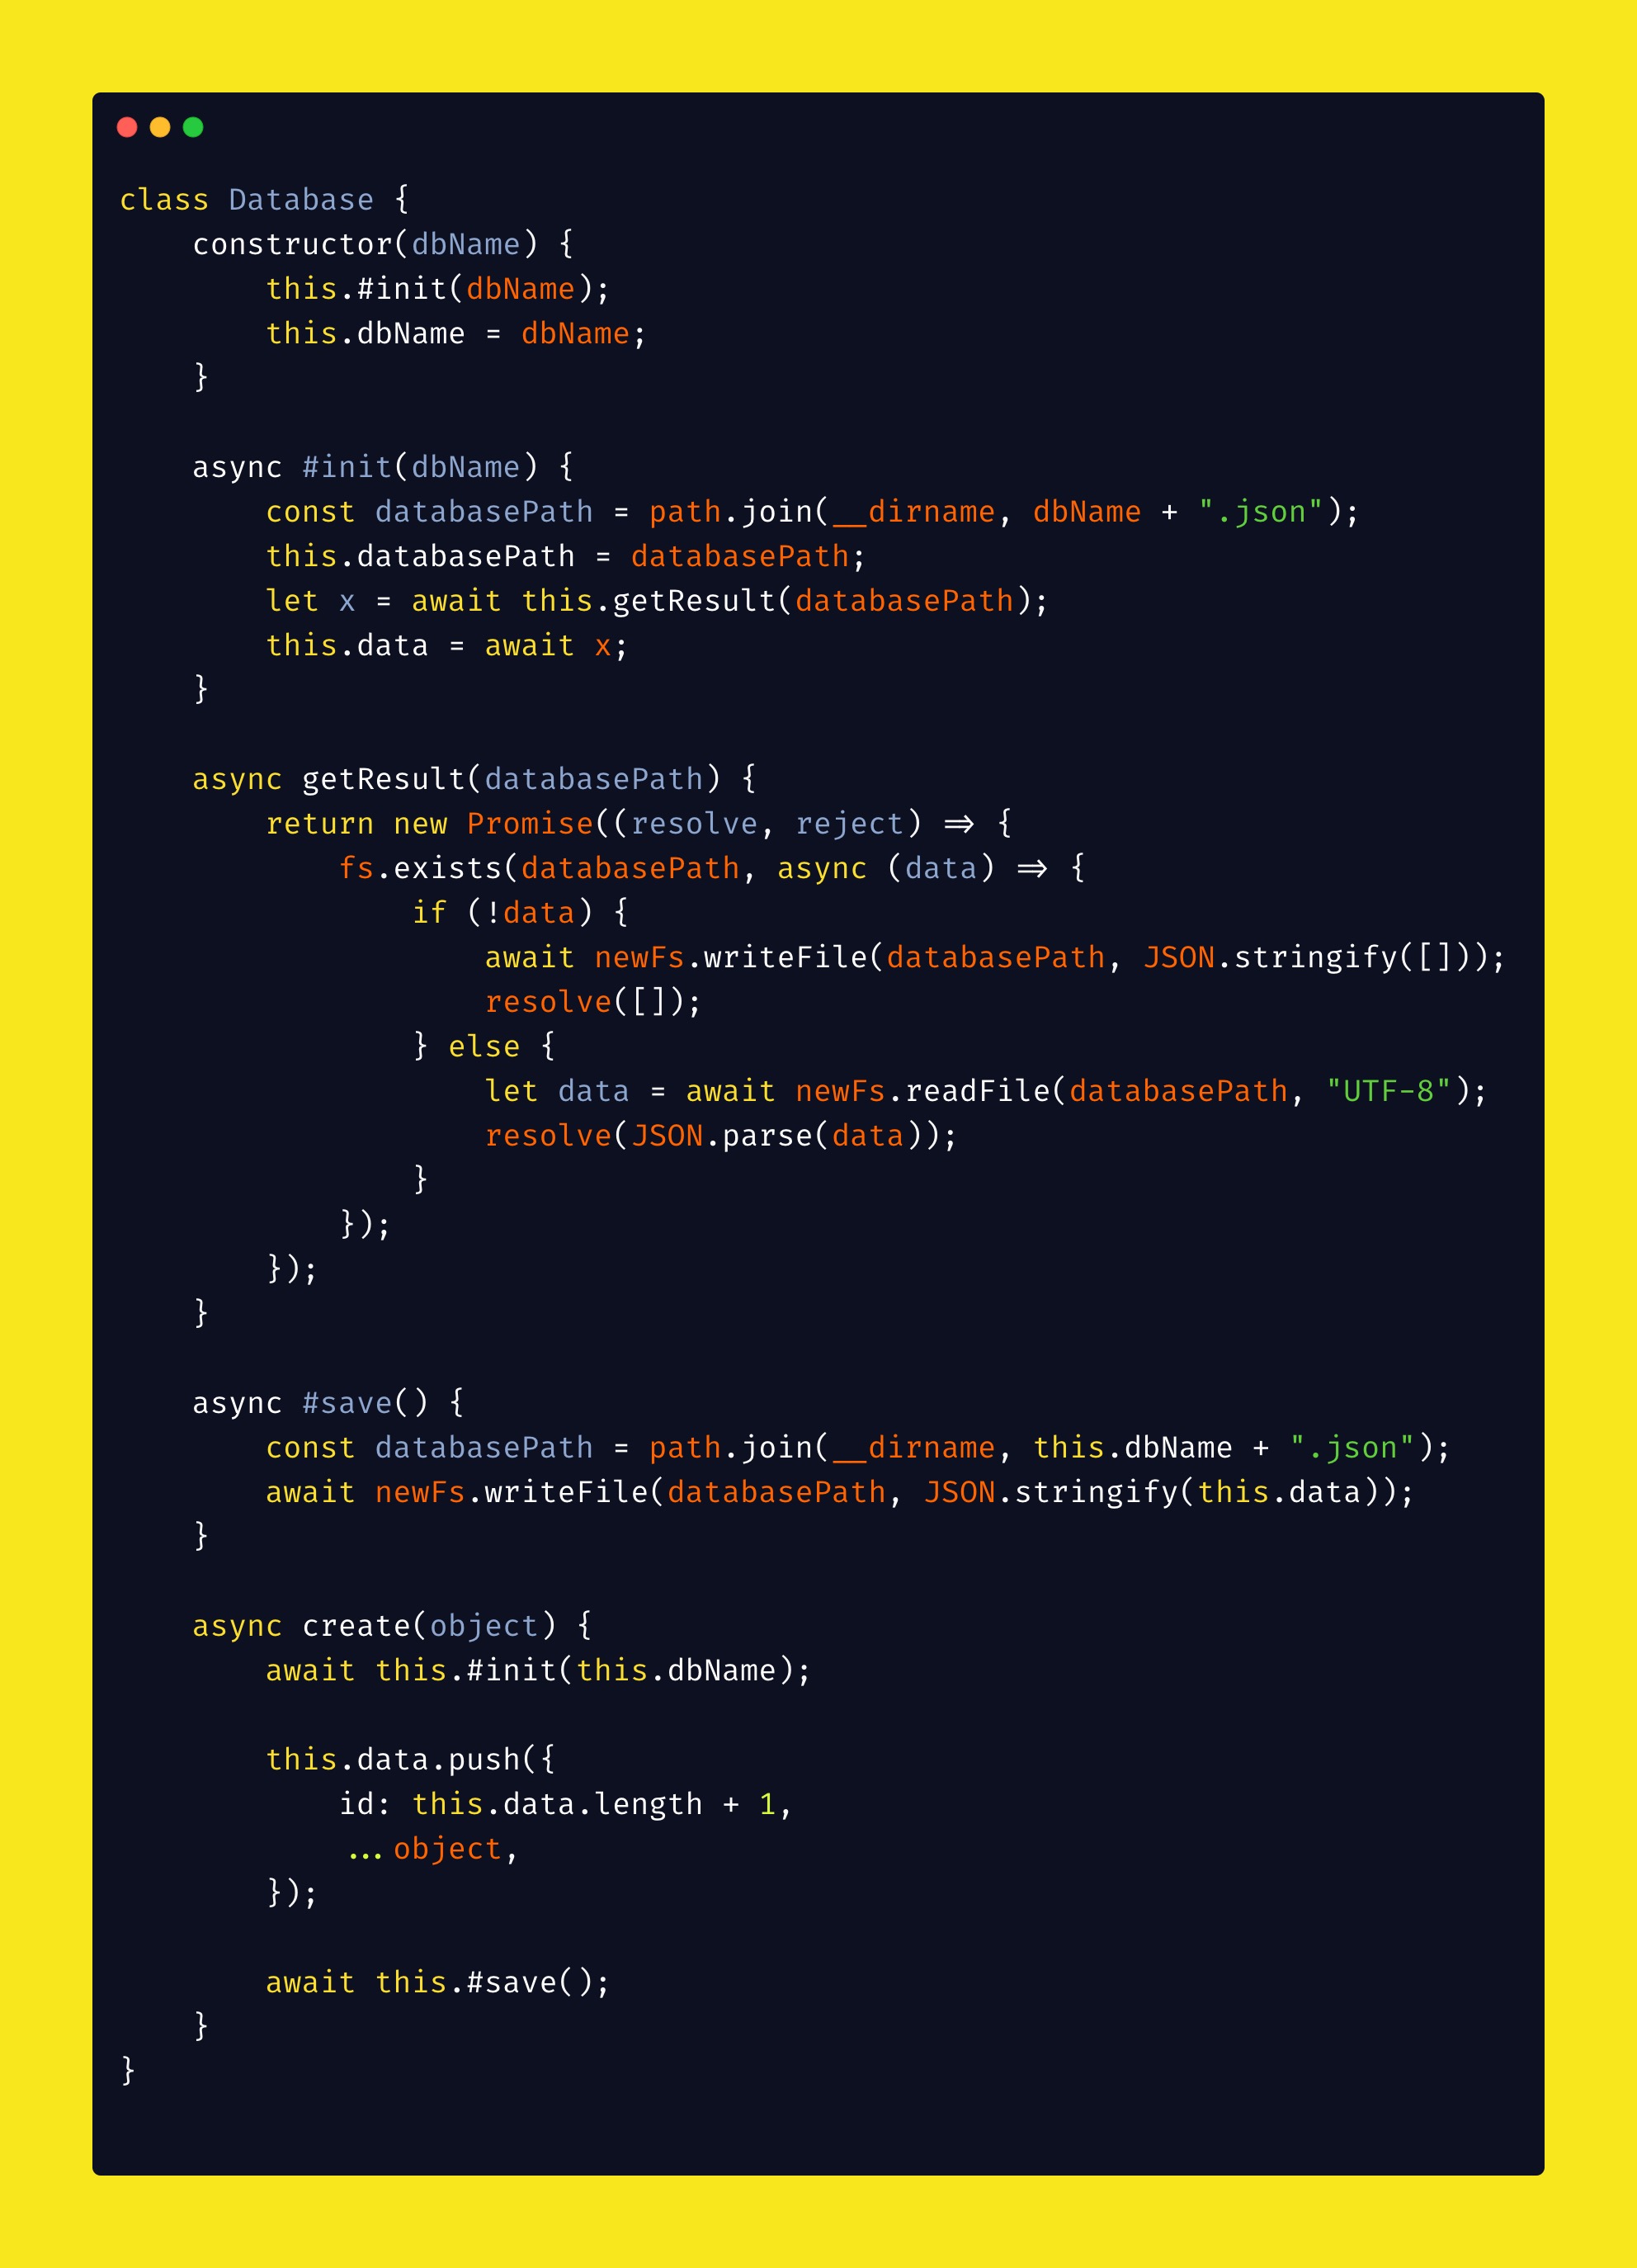 class Database {
    constructor(dbName) {
        this.#init(dbName);
        this.dbName = dbName;
    }

    async #init(dbName) {
        const databasePath = path.join(__dirname, dbName + ".json");
        this.databasePath = databasePath;
        let x = await this.getResult(databasePath);
        this.data = await x;
    }

    async getResult(databasePath) {
        return new Promise((resolve, reject) => {
            fs.exists(databasePath, async (data) => {
                if (!data) {
                    await newFs.writeFile(databasePath, JSON.stringify([]));
                    resolve([]);
                } else {
                    let data = await newFs.readFile(databasePath, "UTF-8");
                    resolve(JSON.parse(data));
                }
            });
        });
    }

    async #save() {
        const databasePath = path.join(__dirname, this.dbName + ".json");
        await newFs.writeFile(databasePath, JSON.stringify(this.data));
    }

    async create(object) {
        await this.#init(this.dbName);

        this.data.push({
            id: this.data.length + 1,
            ...object,
        });

        await this.#save();
    }
}